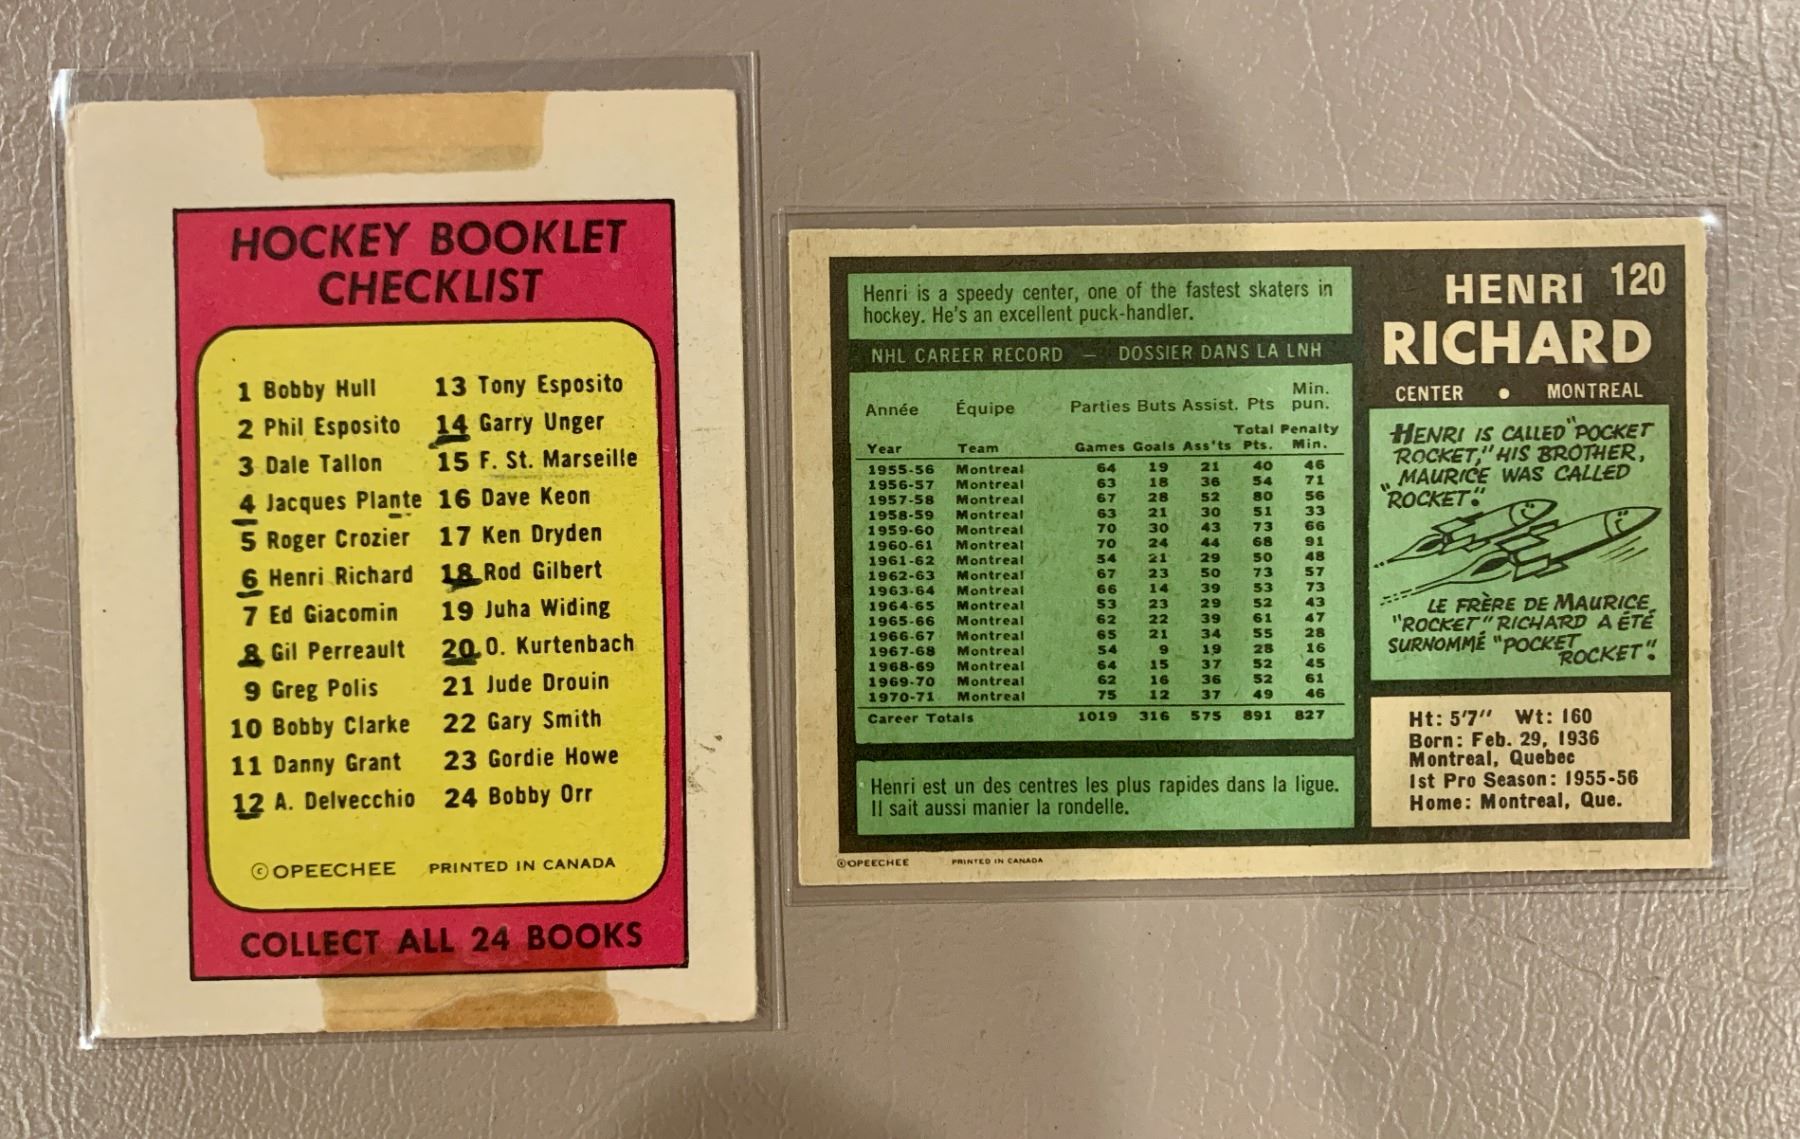 HOCKEY BOOKLET
CHECKLIST
1 Bobby Hull
2 Phil Esposito
3 Dale Tallon
4 Jacques Plante
5 Roger Crozier
6 Henri Richard
7 Ed Giacomin
8 Gil Perreault
9 Greg Polis
10 Bobby Clarke
11 Danny Grant
12 A. Delvecchio
13 Tony Esposito
14 Garry Unger
15 F. St. Marseille
16 Dave Keon
17 Ken Dryden
18 Rod Gilbert
19 Juha Widing
20 O. Kurtenbach
21 Jude Drouin
22 Gary Smith
23 Gordie Howe
24 Bobby Orr
© OPEECHEE PRINTED IN CANADA
COLLECT ALL 24 BOOKS
Henri is a speedy center, one of the fastest skaters in
hockey. He's an excellent puck-handler.
NHL CAREER RECORD — DOSSIER DANS LA LNH
Min.
Année Équipe Parties Buts Assist. Pts pun.
Total Penalty
Year Team Games Goals Ass'ts Pts. Min.
1955-56 Montreal 64 19 21 40 46
1956-57 Montreal 63 18 36 54 71
1957-58 Montreal 67 28 52 80 56
1958-59 Montreal 63 21 30 51 33
1959-60 Montreal 70 30 43 73 66
1960-61 Montreal 70 24 44 68 91
1961-62 Montreal 54 21 29 50 48
1962-63 Montreal 67 23 50 73 57
1963-64 Montreal 66 14 39 53 73
1964-65 Montreal 53 23 29 52 43
1965-66 Montreal 62 22 39 61 47
1966-67 Montreal 65 21 34 55 28
1967-68 Montreal 54 9 19 28 16
1968-69 Montreal 64 15 37 52 45
1969-70 Montreal 62 16 36 52 61
1970-71 Montreal 75 12 37 49 46
Career Totals 1019 316 575 891 827
Henri est un des centres les plus rapides dans la ligue.
Il sait aussi manier la rondelle.
© OPEECHEE PRINTED IN CANADA
HENRI 120
RICHARD
CENTER • MONTREAL
HENRI IS CALLED "POCKET
ROCKET," HIS BROTHER,
MAURICE WAS CALLED
"ROCKET".
LE FRÈRE DE MAURICE
"ROCKET" RICHARD A ÉTÉ
SURNOMMÉ "POCKET
ROCKET".
Ht: 5'7" Wt: 160
Born: Feb. 29, 1936
Montreal, Quebec
1st Pro Season: 1955-56
Home: Montreal, Que.